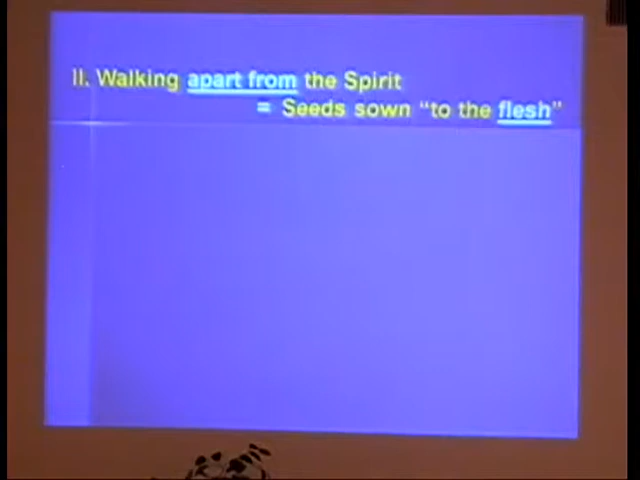 II. Walking apart from the Spirit
= Seeds sown “to the flesh”